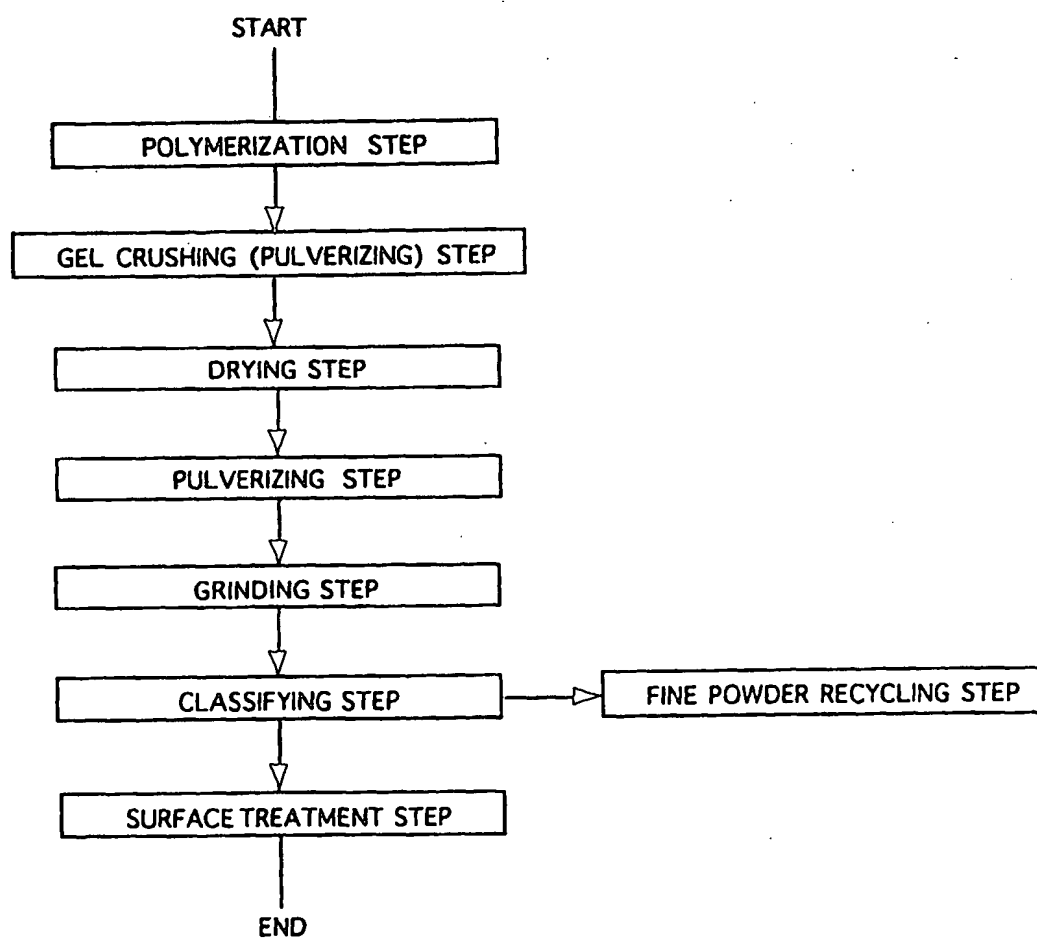 START
POLYMERIZATION STEP
GEL CRUSHING (PULVERIZING) STEP
DRYING STEP
PULVERIZING STEP
GRINDING STEP
CLASSIFYING STEP
FINE POWDER RECYCLING STEP
SURFACE TREATMENT STEP
END